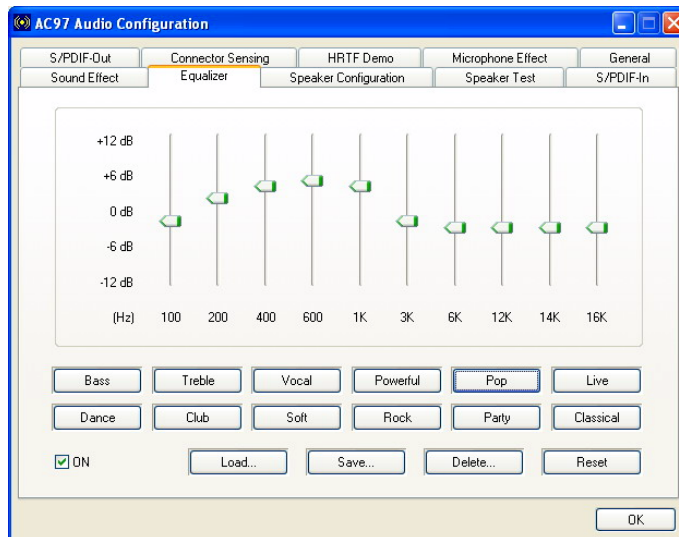 AC97 Audio Configuration
S/PDIF-Out Connector Sensing HRTF Demo Microphone Effect General
Sound Effect Equalizer Speaker Configuration Speaker Test S/PDIF-In
+12 dB
+6 dB
0 dB
-6 dB
-12 dB
(Hz) 100 200 400 600 1K 3K 6K 12K 14K 16K
Bass Treble Vocal Powerful Pop Live
Dance Club Soft Rock Party Classical
ON Load... Save... Delete... Reset
OK